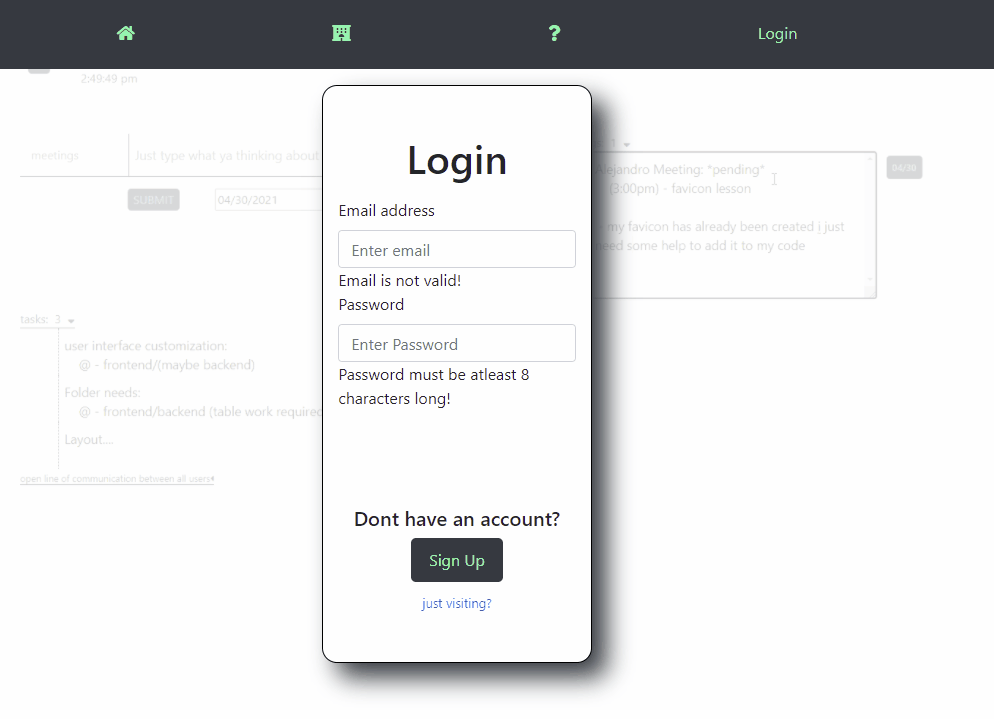 Login
2:49:49 pm
meetings
Just type what ya thinking about
SUBMIT
04/30/2021
1
Alejandro Meeting: *pending*
(3:00pm) - favicon lesson
my favicon has already been created i just
need some help to add it to my code
04/30
Login
Email address
Enter email
Email is not valid!
Password
Enter Password
Password must be atleast 8
characters long!
tasks: 3
user interface customization:
@ - frontend/(maybe backend)
Folder needs:
@ - frontend/backend (table work required
Layout....
open line of communication between all users
Dont have an account?
Sign Up
just visiting?